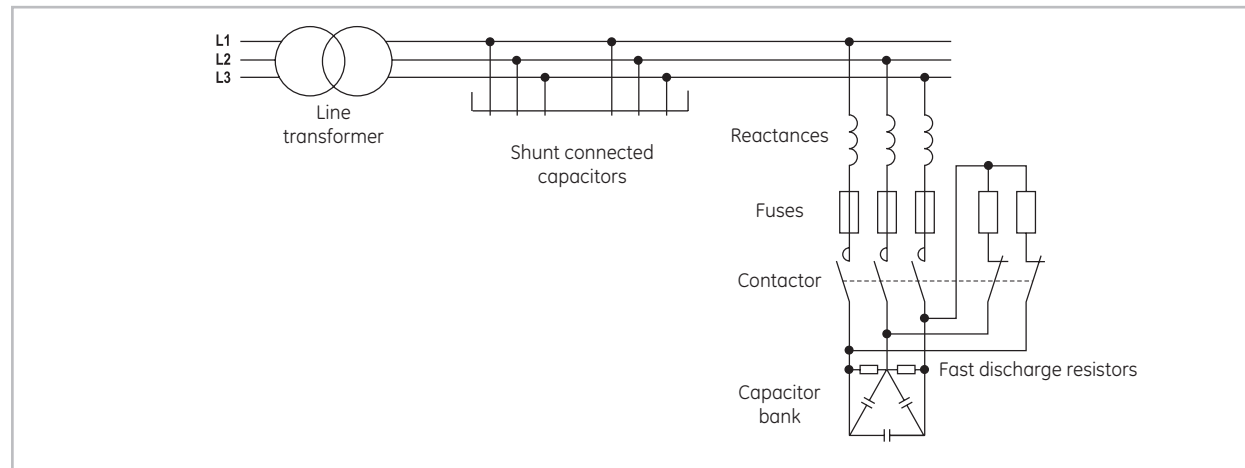 L1
L2
L3
Line
transformer
Shunt connected
capacitors
Reactances
Fuses
Contactor
Fast discharge resistors
Capacitor
bank